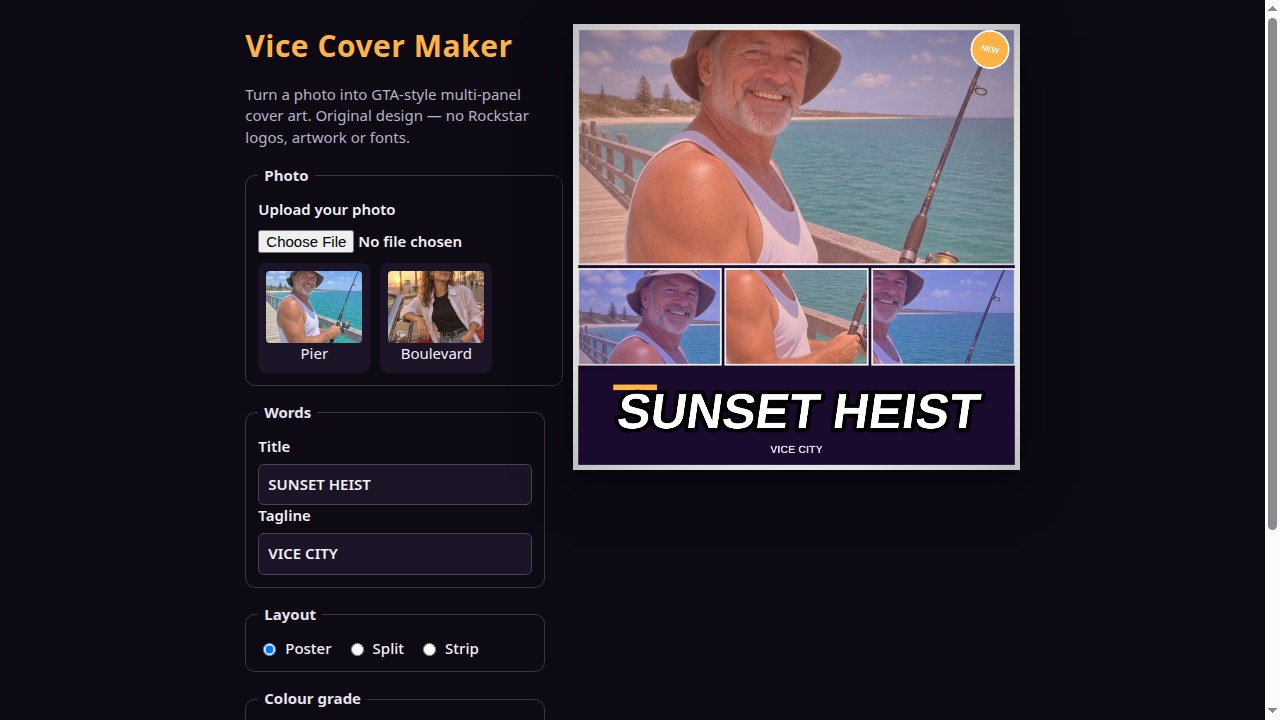 Vice Cover Maker
Turn a photo into GTA-style multi-panel
cover art. Original design — no Rockstar
logos, artwork or fonts.
Photo
Upload your photo
Choose File No file chosen
Pier
Boulevard
Words
Title
SUNSET HEIST
Tagline
VICE CITY
Layout
Poster
Split
Strip
Colour grade
NEW
SUNSET HEIST
VICE CITY